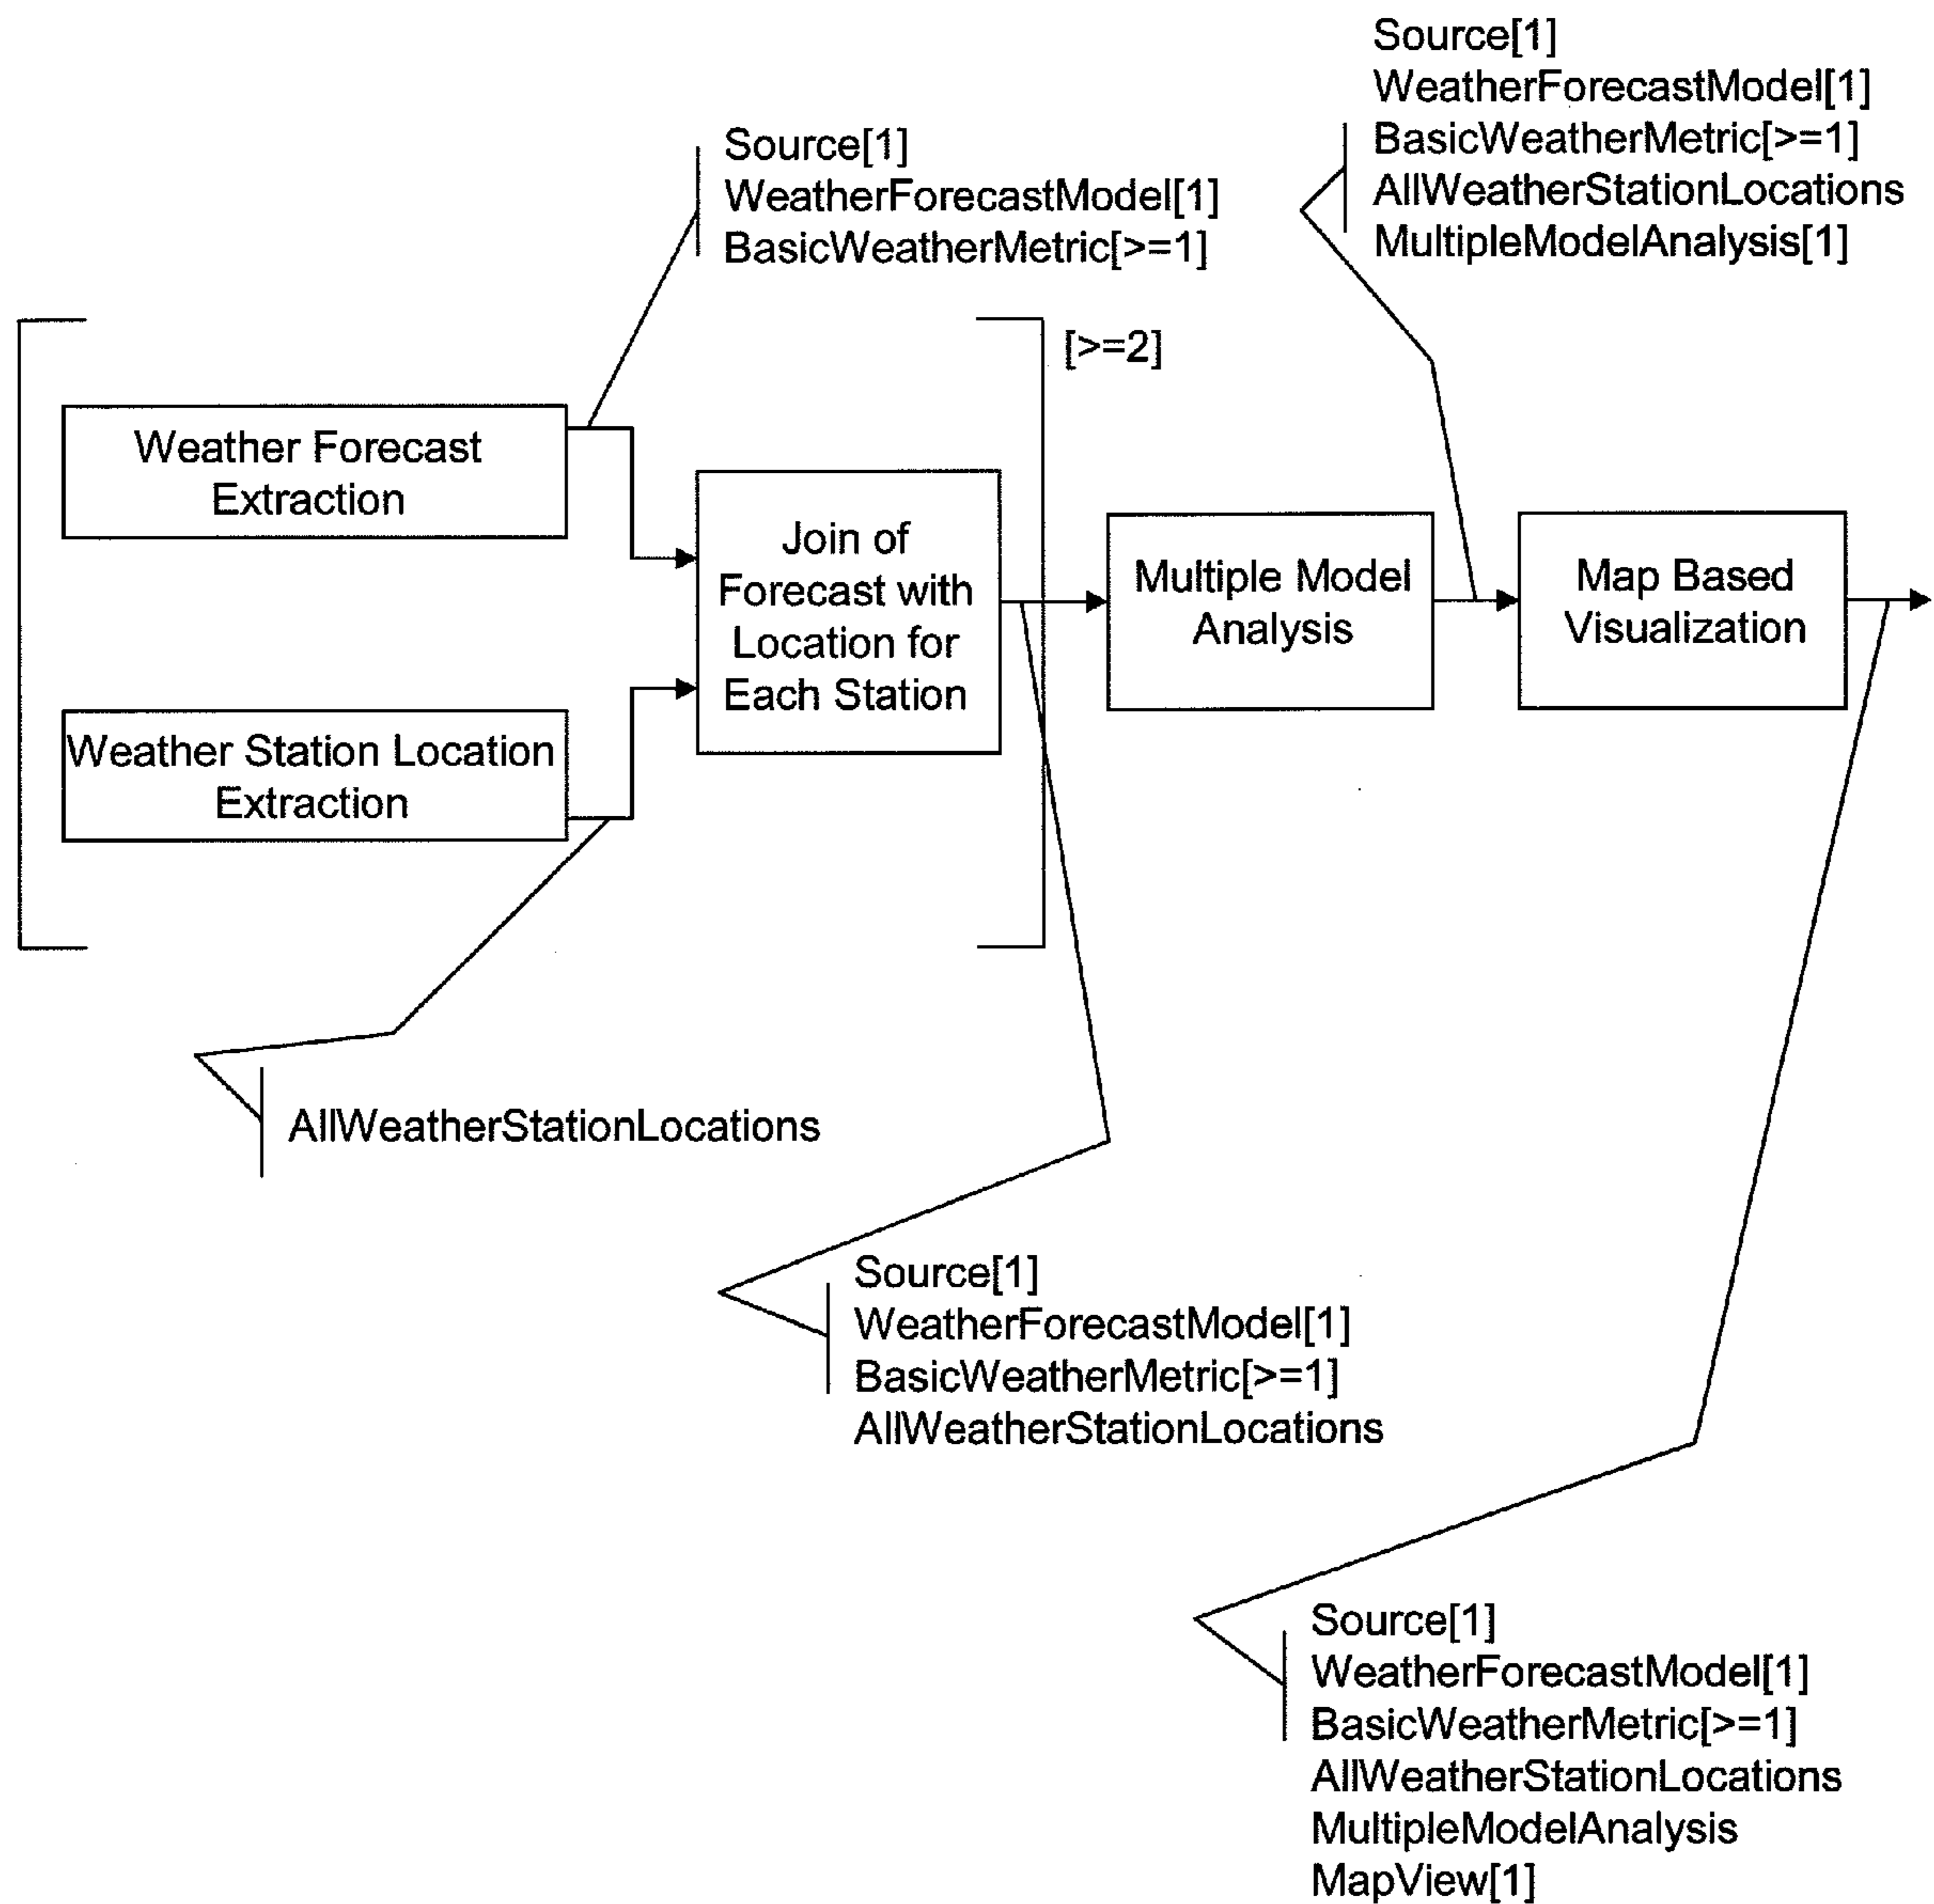 Source[1]
WeatherForecastModel[1]
BasicWeatherMetric[>=1]
AllWeatherStationLocations
MultipleModelAnalysis[1]
Source[1]
WeatherForecastModel[1]
BasicWeatherMetric[>=1]
[>=2]
Weather Forecast
Extraction
Weather Station Location
Extraction
Join of
Forecast with
Location for
Each Station
Multiple Model
Analysis
Map Based
Visualization
AllWeatherStationLocations
Source[1]
WeatherForecastModel[1]
BasicWeatherMetric[>=1]
AllWeatherStationLocations
Source[1]
WeatherForecastModel[1]
BasicWeatherMetric[>=1]
AllWeatherStationLocations
MultipleModelAnalysis
MapView[1]